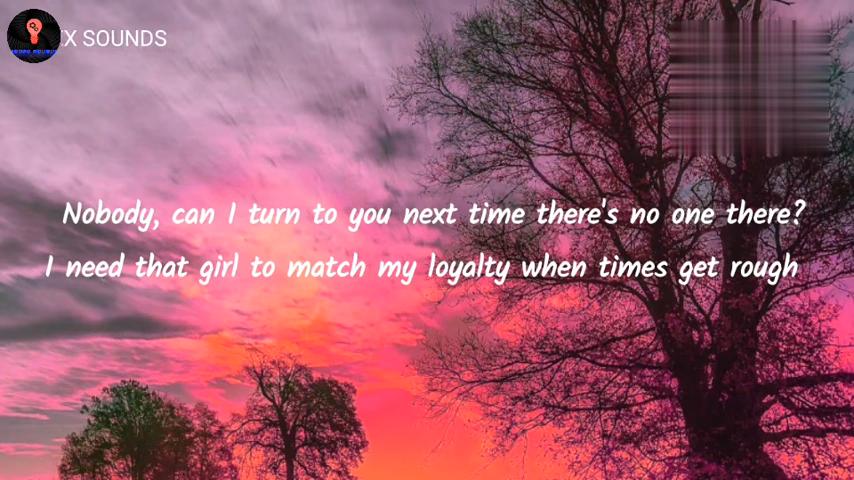 X SOUNDS
Nobody, can I turn to you next time there's no one there?
I need that girl to match my loyalty when times get rough